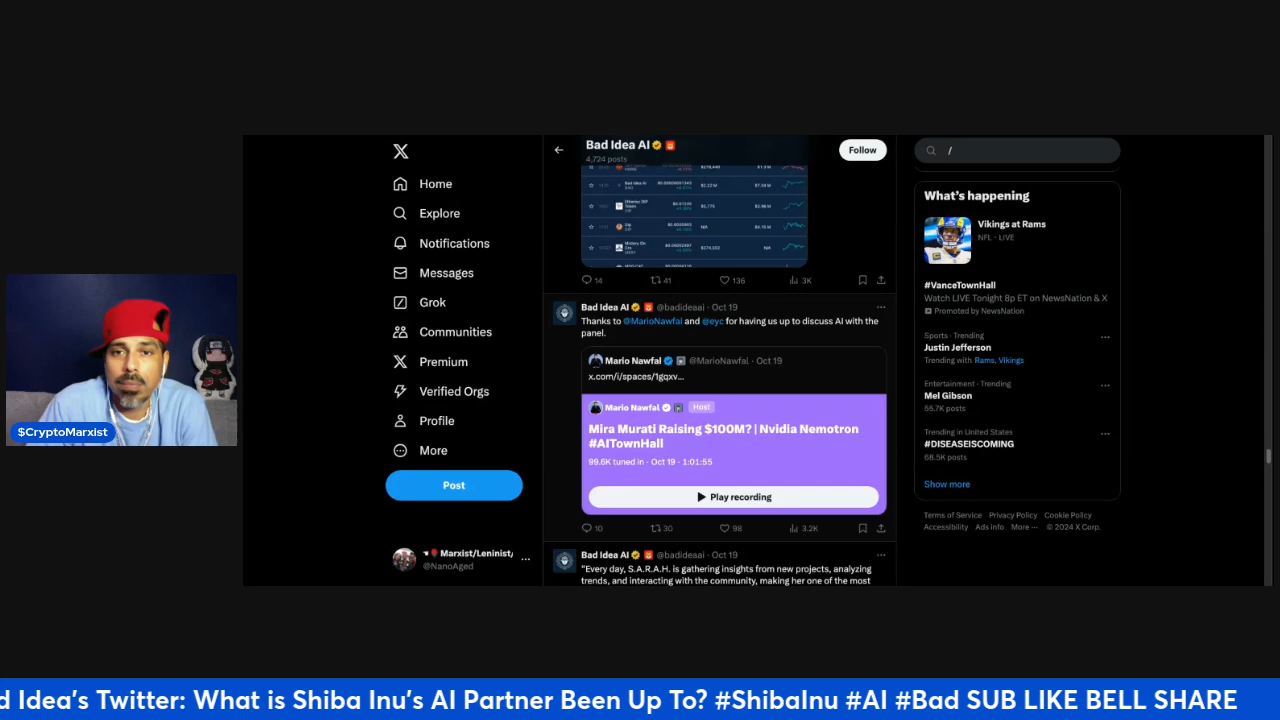 Home
Explore
Notifications
Messages
Grok
Communities
Premium
Verified Orgs
Profile
More
Post
Marxist/Leninist/
@NanoAged
$CryptoMarxist
Bad Idea AI
4,724 posts
Follow
14 41 136 3K
Bad Idea AI @badideaai · Oct 19
Thanks to @MarioNawfal and @eyc for having us up to discuss AI with the
panel.
Mario Nawfal @MarioNawfal · Oct 19
x.com/i/spaces/1gqxv...
Mario Nawfal Host
Mira Murati Raising $100M? | Nvidia Nemotron
#AITownHall
99.6K tuned in · Oct 19 · 1:01:55
Play recording
10 30 98 3.2K
Bad Idea AI @badideaai · Oct 19
"Every day, S.A.R.A.H. is gathering insights from new projects, analyzing
trends, and interacting with the community, making her one of the most
/
What's happening
Vikings at Rams
NFL · LIVE
#VanceTownHall
Watch LIVE Tonight 8p ET on NewsNation & X
Promoted by NewsNation
Sports · Trending
Justin Jefferson
Trending with Rams, Vikings
Entertainment · Trending
Mel Gibson
55.7K posts
Trending in United States
#DISEASEISCOMING
68.5K posts
Show more
Terms of Service Privacy Policy Cookie Policy
Accessibility Ads info More ··· © 2024 X Corp.
d Idea's Twitter: What is Shiba Inu's AI Partner Been Up To? #ShibaInu #AI #Bad SUB LIKE BELL SHARE